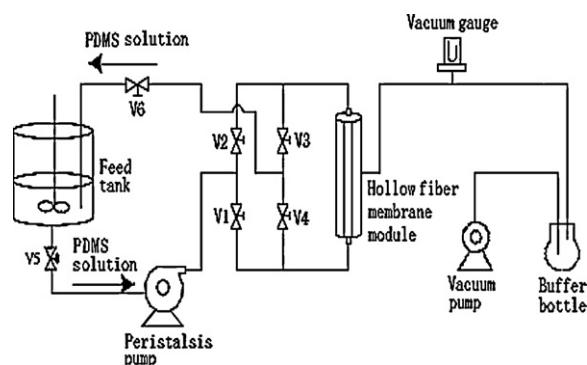 Vacuum gauge
PDMS solution
V6
V2
V3
Feed
tank
Hollow fiber
membrane
module
V1
V4
V5
PDMS
solution
Peristalsis
pump
Vacuum
pump
Buffer
bottle